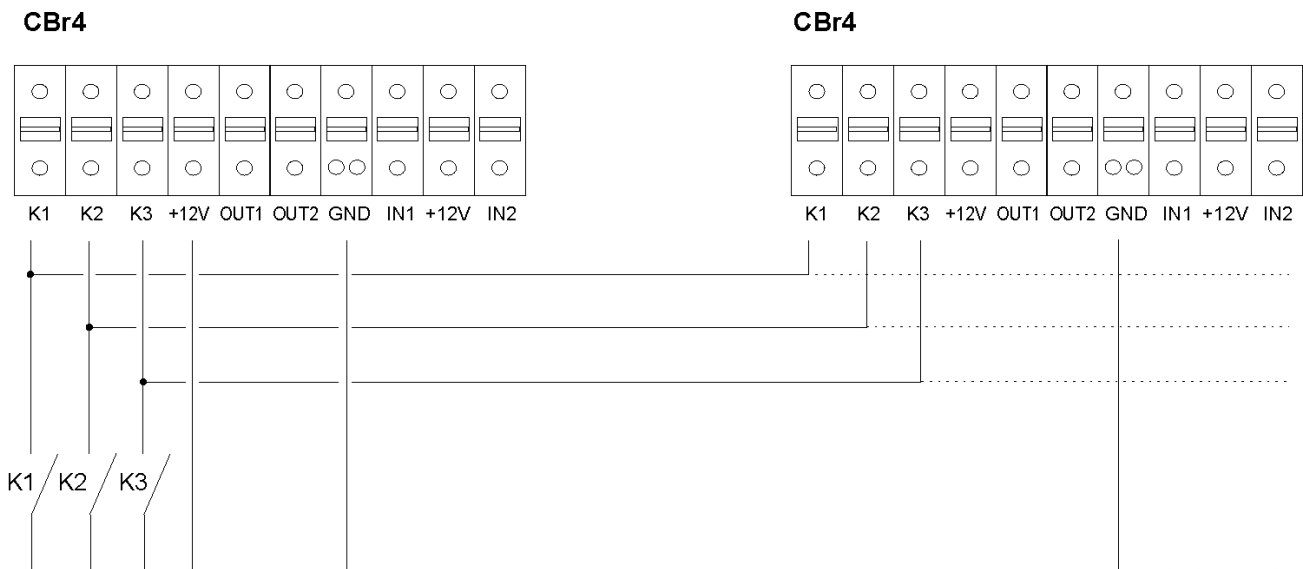 CBr4 CBr4
K1 K2 K3 +12V OUT1 OUT2 GND IN1 +12V IN2 K1 K2 K3 +12V OUT1 OUT2 GND IN1 +12V IN2
K1 K2 K3